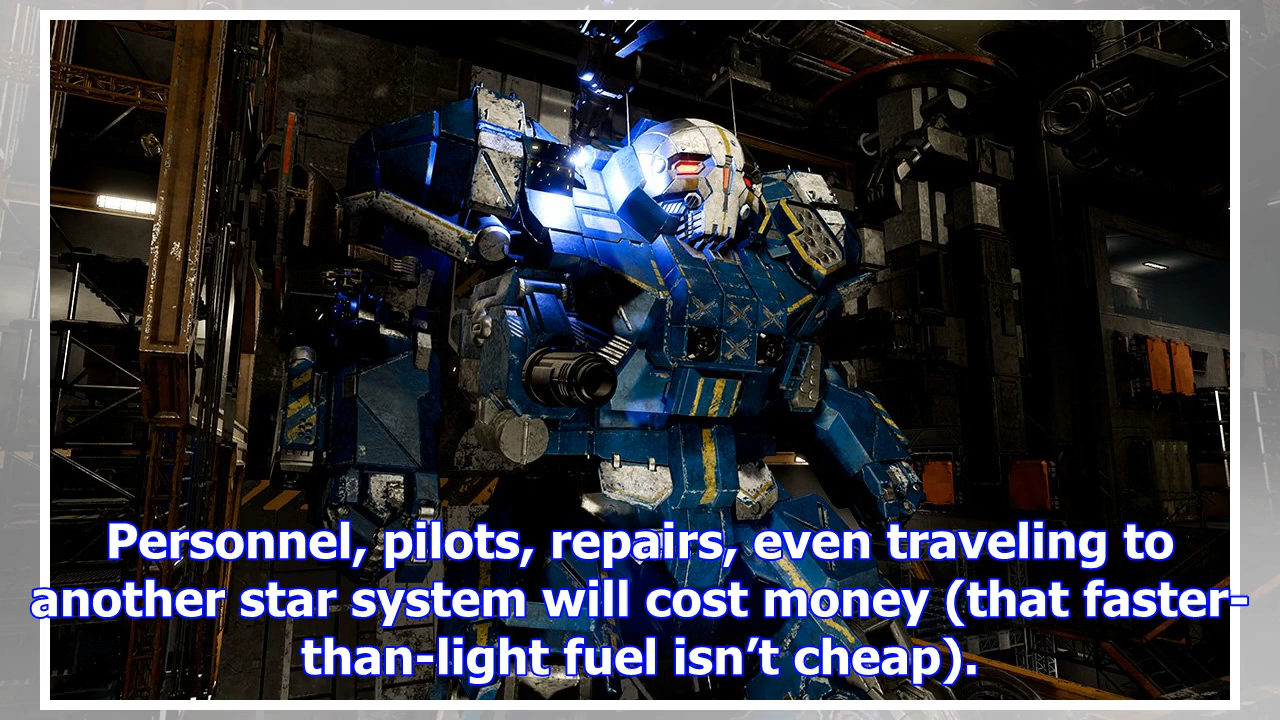 Personnel, pilots, repairs, even traveling to
another star system will cost money (that faster-
than-light fuel isn’t cheap).